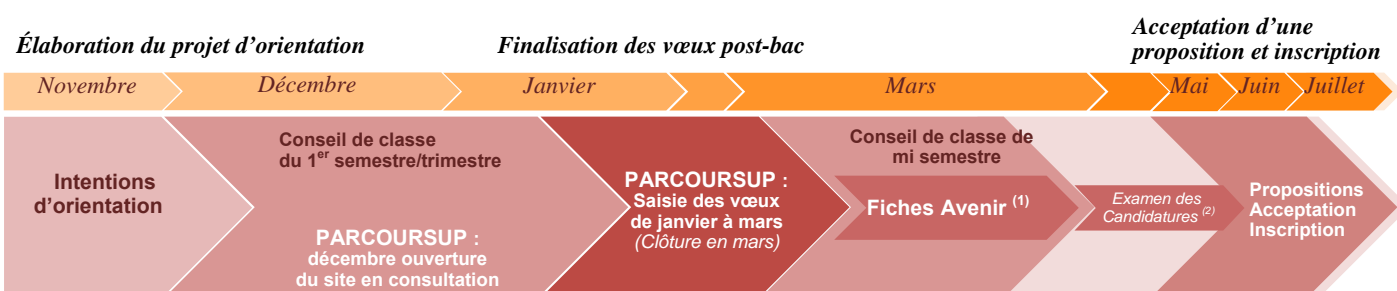 Élaboration du projet d'orientation
Finalisation des vœux post-bac
Acceptation d'une
proposition et inscription
Novembre
Décembre
Janvier
Mars
Mai
Juin
Juillet
Intentions
d'orientation
Conseil de classe
du 1er semestre/trimestre
PARCOURSUP :
décembre ouverture
du site en consultation
PARCOURSUP :
Saisie des vœux
de janvier à mars
(Clôture en mars)
Conseil de classe de
mi semestre
Fiches Avenir (1)
Examen des
Candidatures (2)
Propositions
Acceptation
Inscription